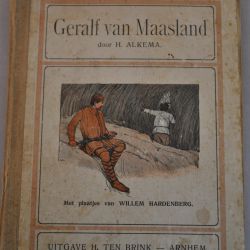 Geralf van Maasland
door H. ALKEMA.
Met plaatjes van WILLEM HARDENBERG.
UITGAVE H. TEN BRINK — ARNHEM